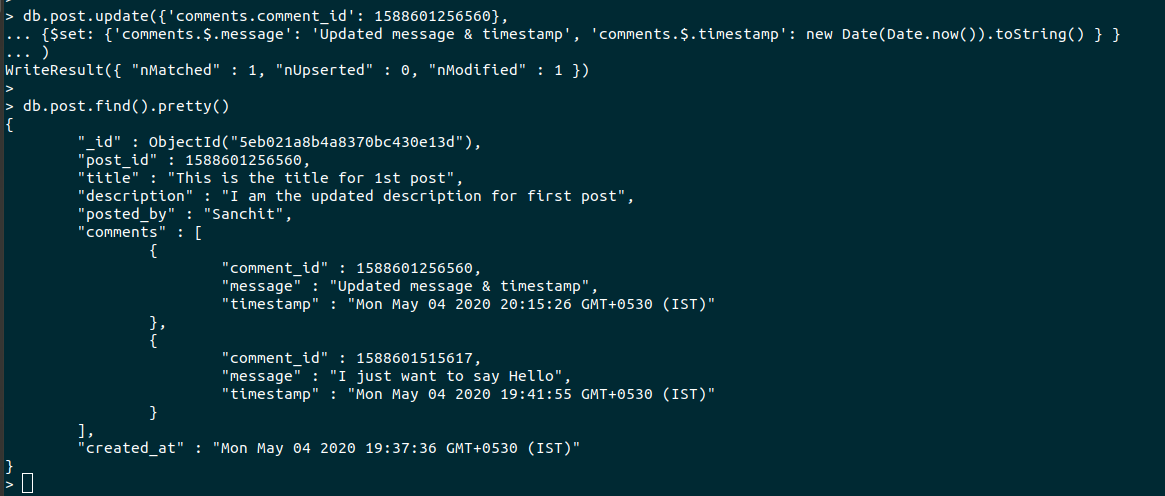 > db.post.update({'comments.comment_id': 1588601256560},
... {$set: {'comments.$.message': 'Updated message & timestamp', 'comments.$.timestamp': new Date(Date.now()).toString() } }
... )
WriteResult({ "nMatched" : 1, "nUpserted" : 0, "nModified" : 1 })
>
> db.post.find().pretty()
{
        "_id" : ObjectId("5eb021a8b4a8370bc430e13d"),
        "post_id" : 1588601256560,
        "title" : "This is the title for 1st post",
        "description" : "I am the updated description for first post",
        "posted_by" : "Sanchit",
        "comments" : [
                {
                        "comment_id" : 1588601256560,
                        "message" : "Updated message & timestamp",
                        "timestamp" : "Mon May 04 2020 20:15:26 GMT+0530 (IST)"
                },
                {
                        "comment_id" : 1588601515617,
                        "message" : "I just want to say Hello",
                        "timestamp" : "Mon May 04 2020 19:41:55 GMT+0530 (IST)"
                }
        ],
        "created_at" : "Mon May 04 2020 19:37:36 GMT+0530 (IST)"
}
>